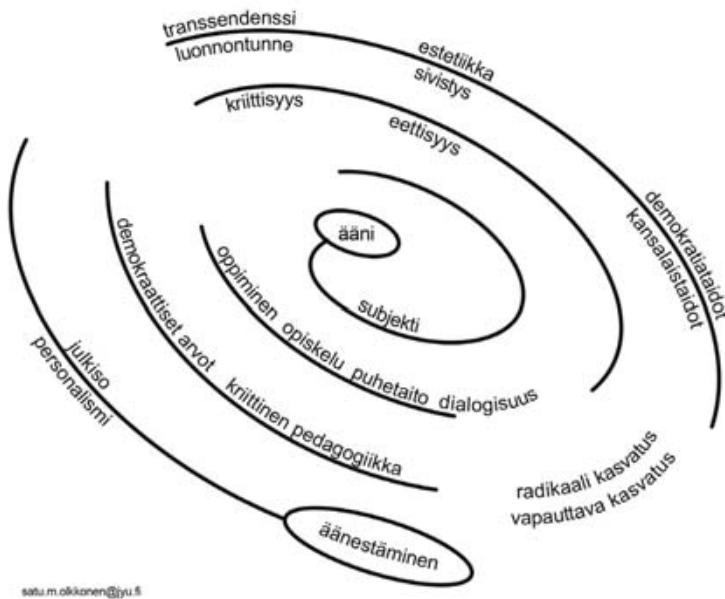 transsendenssi
luonnontunne
estetiikka
sivistys
kriittisyys
eettisyys
demokratiataidot
kansalaistaidot
ääni
subjekti
oppiminen opiskelu puhetaito dialogisuus
demokraattiset arvot kriittinen pedagogiikka
julkiso
personalismi
radikaali kasvatus
vapauttava kasvatus
äänestäminen
satu.m.olkkonen@jyu.fi